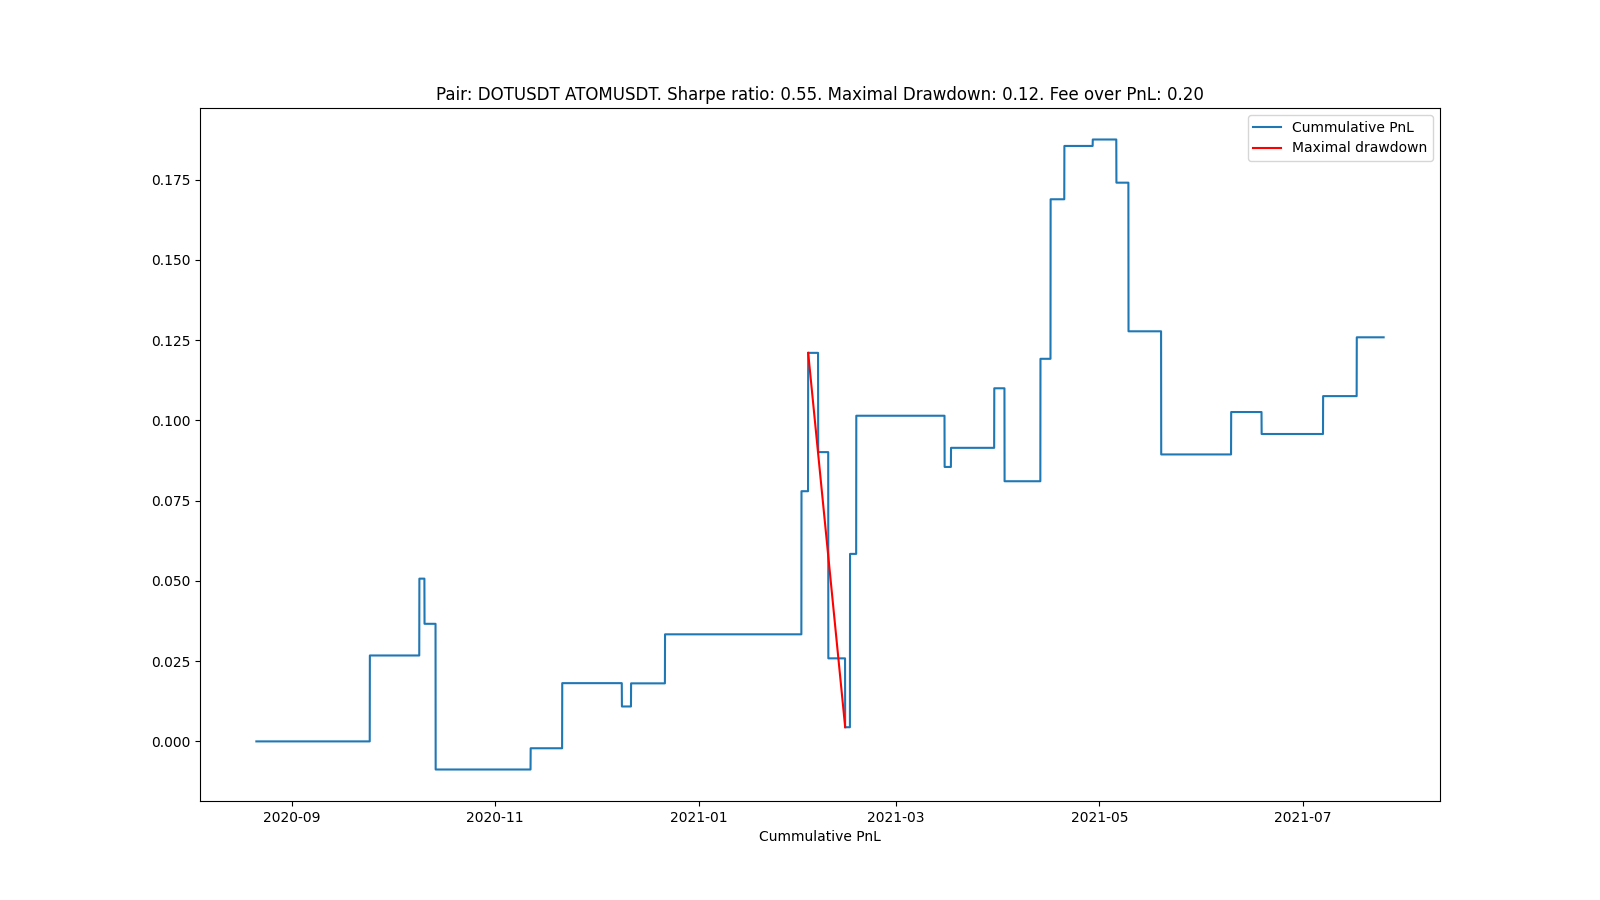 Pair: DOTUSDT ATOMUSDT. Sharpe ratio: 0.55. Maximal Drawdown: 0.12. Fee over PnL: 0.20
Cummulative PnL
Maximal drawdown
0.175
0.150
0.125
0.100
0.075
0.050
0.025
0.000
2020-09 2020-11 2021-01 2021-03 2021-05 2021-07
Cummulative PnL